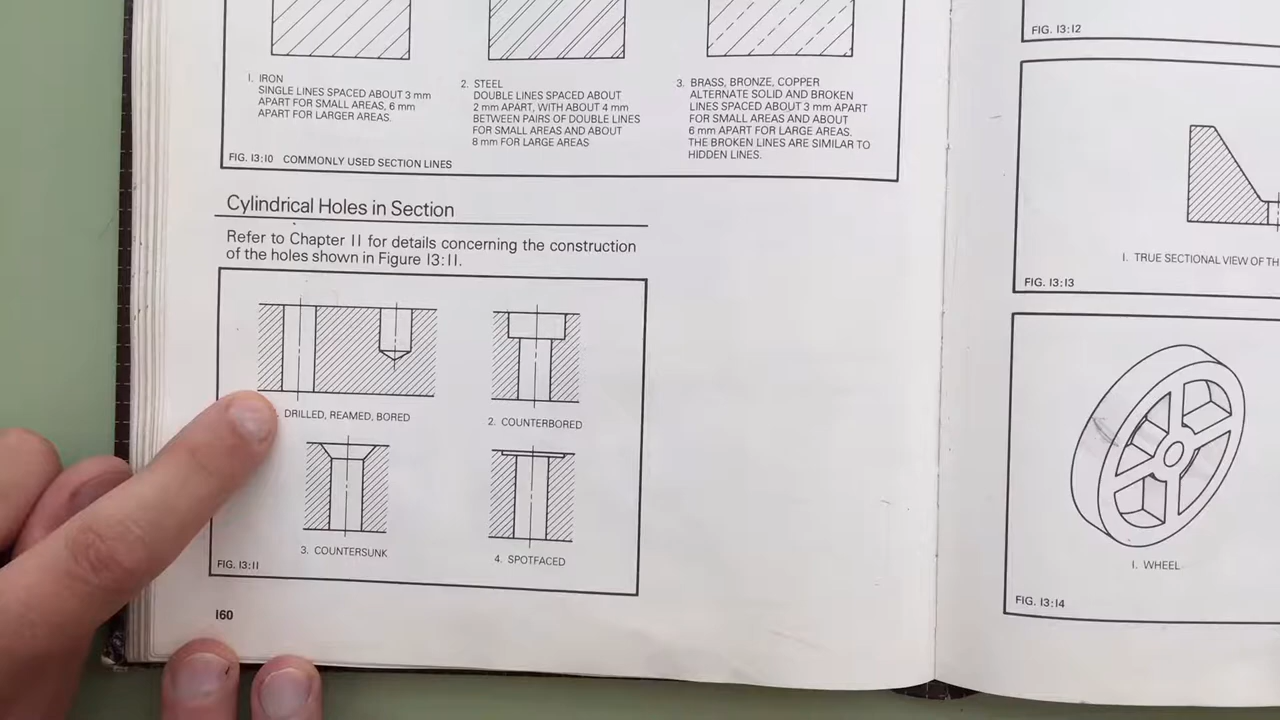 1. IRON
SINGLE LINES SPACED ABOUT 3 mm
APART FOR SMALL AREAS, 6 mm
APART FOR LARGER AREAS.
2. STEEL
DOUBLE LINES SPACED ABOUT
2 mm APART, WITH ABOUT 4 mm
BETWEEN PAIRS OF DOUBLE LINES
FOR SMALL AREAS AND ABOUT
8 mm FOR LARGE AREAS
3. BRASS, BRONZE, COPPER
ALTERNATE SOLID AND BROKEN
LINES SPACED ABOUT 3 mm APART
FOR SMALL AREAS AND ABOUT
6 mm APART FOR LARGE AREAS.
THE BROKEN LINES ARE SIMILAR TO
HIDDEN LINES.
FIG. 13:10 COMMONLY USED SECTION LINES
Cylindrical Holes in Section
Refer to Chapter 11 for details concerning the construction
of the holes shown in Figure 13:11.
DRILLED, REAMED, BORED
2. COUNTERBORED
3. COUNTERSUNK
4. SPOTFACED
FIG. 13:11
160
FIG. 13:12
1. TRUE SECTIONAL VIEW OF TH
FIG. 13:13
1. WHEEL
FIG. 13:14